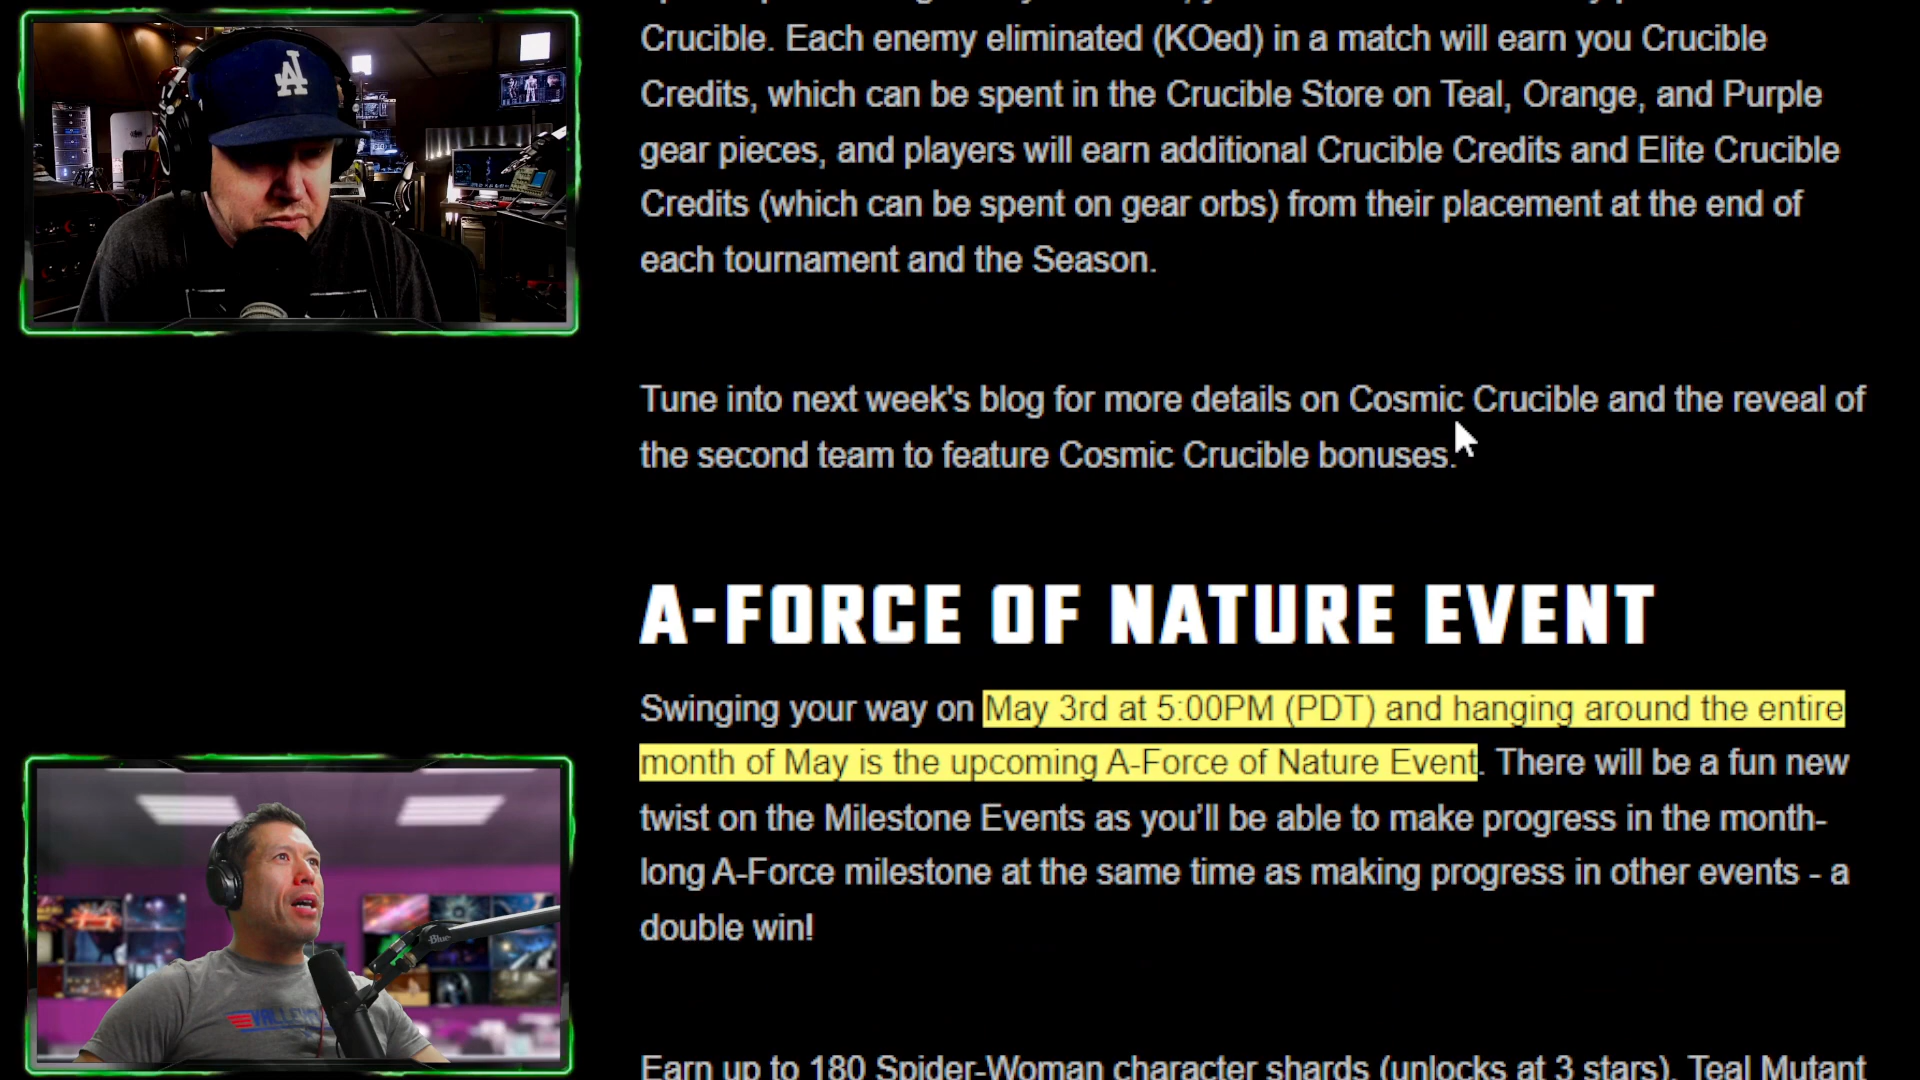 Crucible. Each enemy eliminated (KOed) in a match will earn you Crucible
Credits, which can be spent in the Crucible Store on Teal, Orange, and Purple
gear pieces, and players will earn additional Crucible Credits and Elite Crucible
Credits (which can be spent on gear orbs) from their placement at the end of
each tournament and the Season.
Tune into next week's blog for more details on Cosmic Crucible and the reveal of
the second team to feature Cosmic Crucible bonuses.
A-FORCE OF NATURE EVENT
Swinging your way on May 3rd at 5:00PM (PDT) and hanging around the entire
month of May is the upcoming A-Force of Nature Event. There will be a fun new
twist on the Milestone Events as you’ll be able to make progress in the month-
long A-Force milestone at the same time as making progress in other events - a
double win!
Earn up to 180 Spider-Woman character shards (unlocks at 3 stars), Teal Mutant
LA
Blue